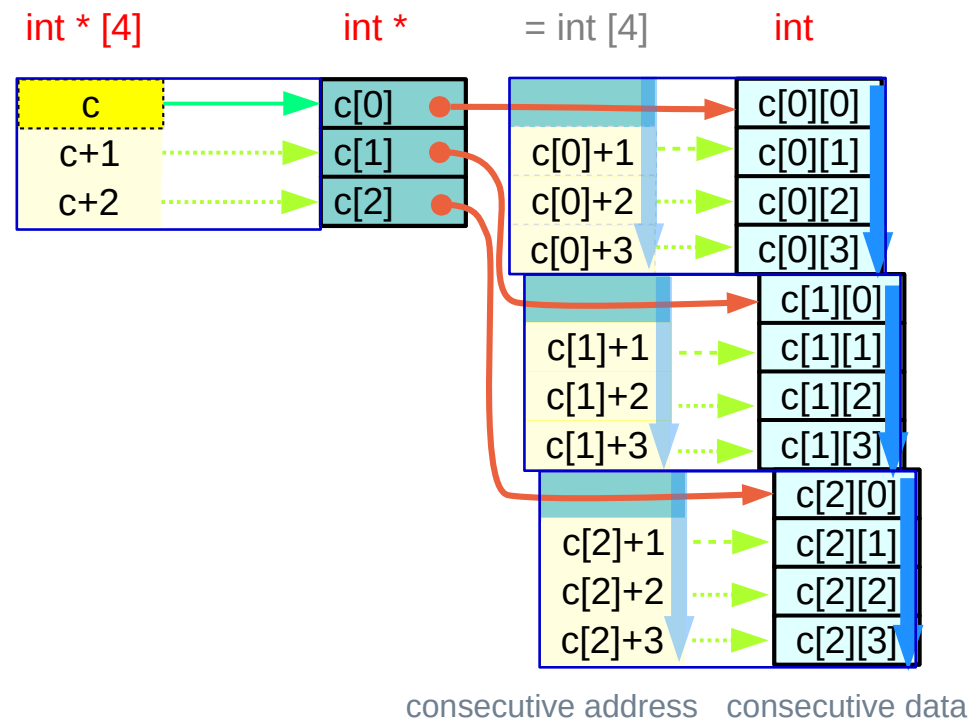 int * [4] int * = int [4] int
c c[0] c[0][0]
c+1 c[1] c[0]+1 c[0][1]
c+2 c[2] c[0]+2 c[0][2]
c[0]+3 c[0][3]
c[1][0]
c[1]+1 c[1][1]
c[1]+2 c[1][2]
c[1]+3 c[1][3]
c[2][0]
c[2]+1 c[2][1]
c[2]+2 c[2][2]
c[2]+3 c[2][3]
consecutive address consecutive data